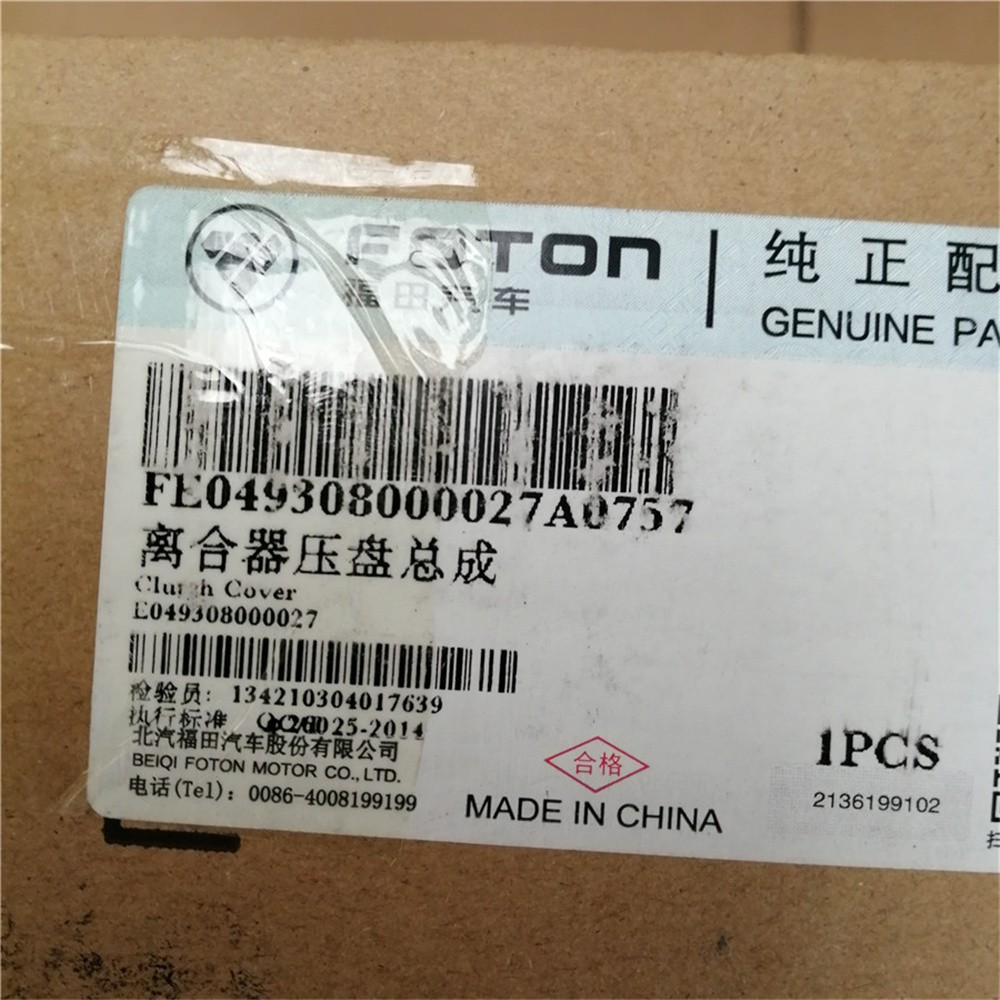 FOTON
福田汽车
纯正配
GENUINE PA
FE049308000027A0757
离合器压盘总成
Clutch Cover
E049308000027
检验员: 134210304017639
执行标准
025-2014
北汽福田汽车股份有限公司
BEIQI FOTON MOTOR CO., LTD.
电话(Tel): 0086-4008199199
合格
MADE IN CHINA
1PCS
2136199102
扫